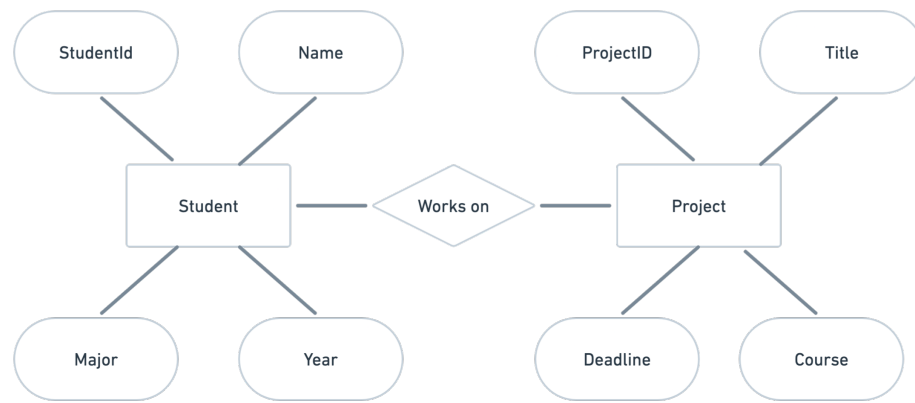 StudentId
Name
ProjectID
Title
Student
Works on
Project
Major
Year
Deadline
Course